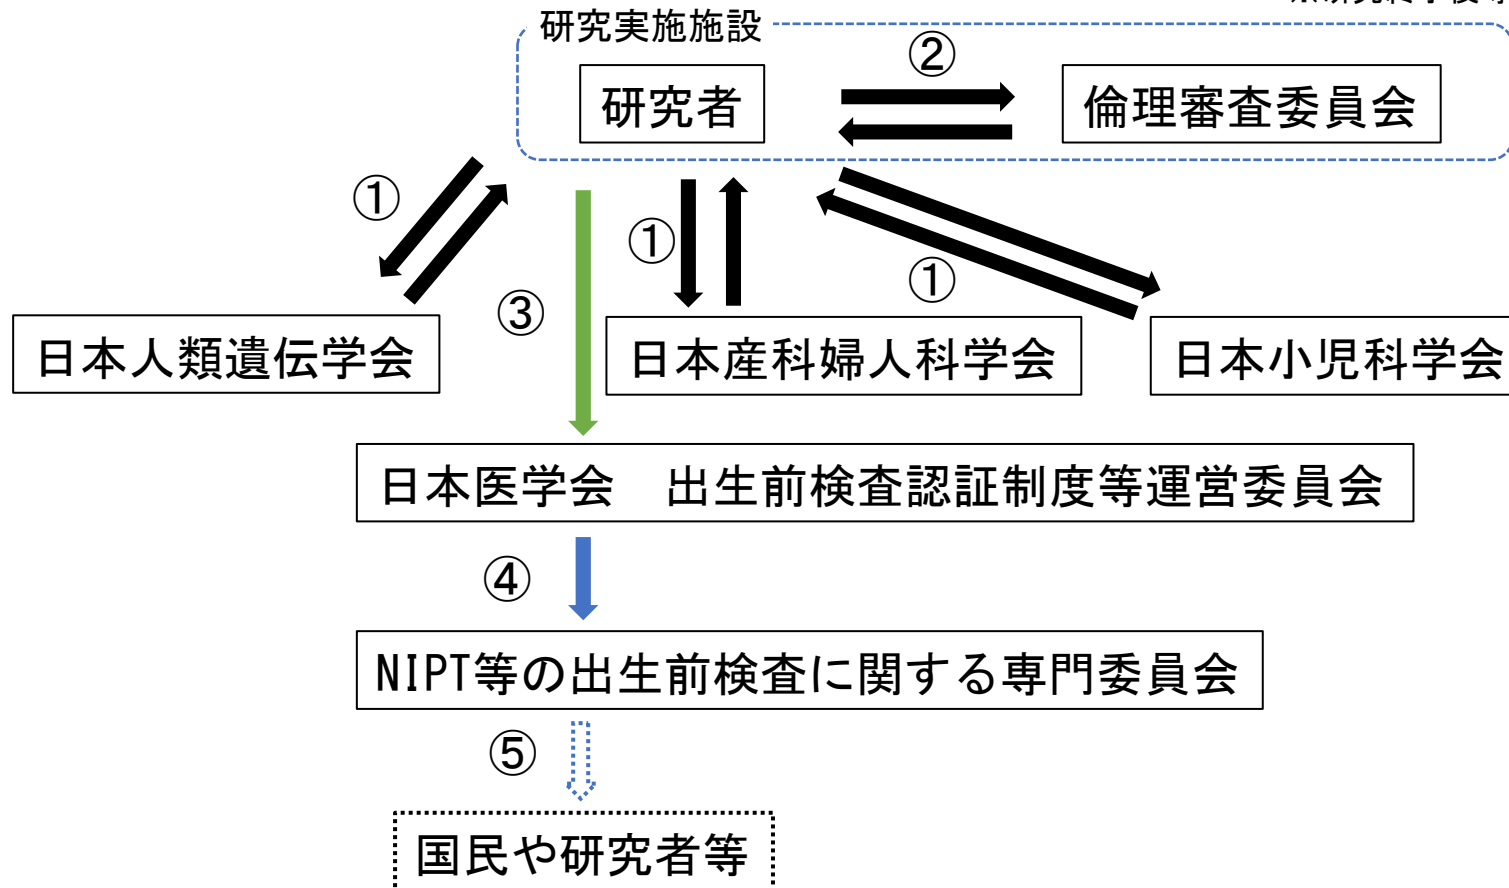 研究実施施設
②
研究者
倫理審査委員会
①
①
①
③
日本人類遺伝学会
日本産科婦人科学会
日本小児科学会
日本医学会　出生前検査認証制度等運営委員会
④
NIPT等の出生前検査に関する専門委員会
⑤
国民や研究者等